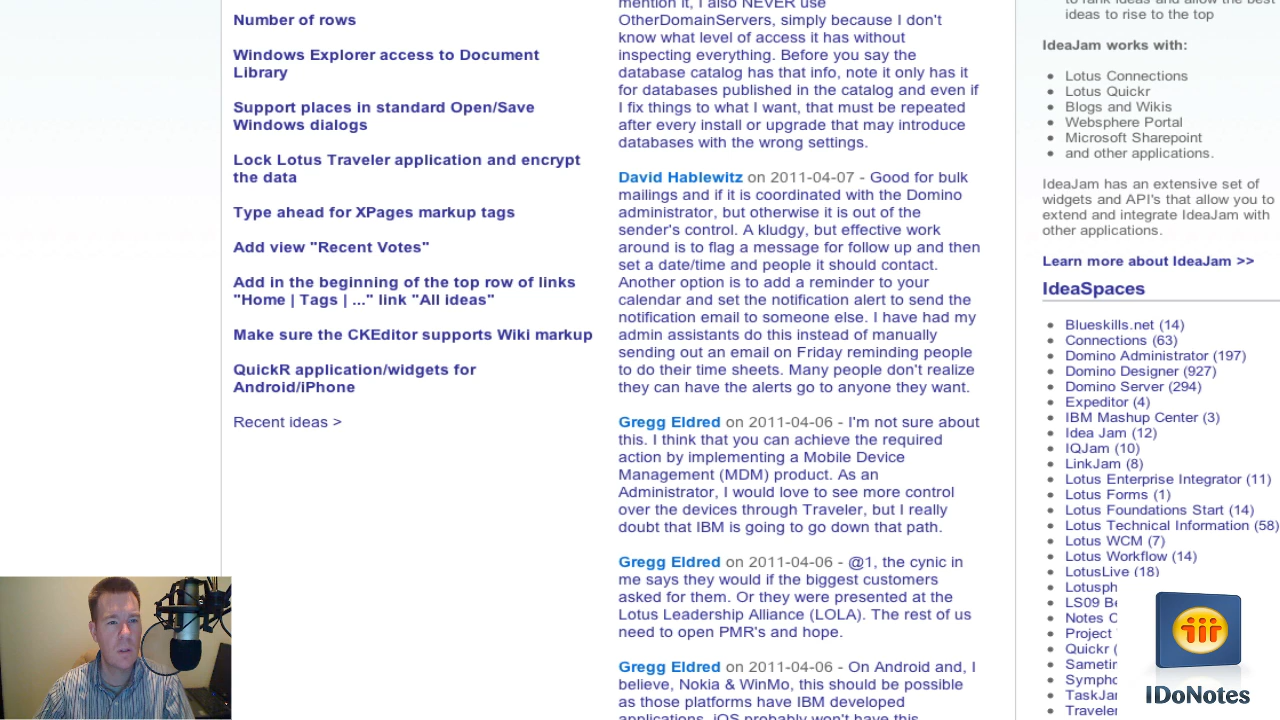 Number of rows
Windows Explorer access to Document
Library
Support places in standard Open/Save
Windows dialogs
Lock Lotus Traveler application and encrypt
the data
Type ahead for XPages markup tags
Add view "Recent Votes"
Add in the beginning of the top row of links
"Home | Tags | ..." link "All ideas"
Make sure the CKEditor supports Wiki markup
QuickR application/widgets for
Android/iPhone
Recent ideas >
mention it, I also NEVER use
OtherDomainServers, simply because I don't
know what level of access it has without
inspecting everything. Before you say the
database catalog has that info, note it only has it
for databases published in the catalog and even if
I fix things to what I want, that must be repeated
after every install or upgrade that may introduce
databases with the wrong settings.
David Hablewitz on 2011-04-07 - Good for bulk
mailings and if it is coordinated with the Domino
administrator, but otherwise it is out of the
sender's control. A kludgy, but effective work
around is to flag a message for follow up and then
set a date/time and people it should contact.
Another option is to add a reminder to your
calendar and set the notification alert to send the
notification email to someone else. I have had my
admin assistants do this instead of manually
sending out an email on Friday reminding people
to do their time sheets. Many people don't realize
they can have the alerts go to anyone they want.
Gregg Eldred on 2011-04-06 - I'm not sure about
this. I think that you can achieve the required
action by implementing a Mobile Device
Management (MDM) product. As an
Administrator, I would love to see more control
over the devices through Traveler, but I really
doubt that IBM is going to go down that path.
Gregg Eldred on 2011-04-06 - @1, the cynic in
me says they would if the biggest customers
asked for them. Or they were presented at the
Lotus Leadership Alliance (LOLA). The rest of us
need to open PMR's and hope.
Gregg Eldred on 2011-04-06 - On Android and, I
believe, Nokia & WinMo, this should be possible
as those platforms have IBM developed
applications. iOS probably won't have this
to rank ideas and allow the best
ideas to rise to the top
IdeaJam works with:
Lotus Connections
Lotus Quickr
Blogs and Wikis
Websphere Portal
Microsoft Sharepoint
and other applications.
IdeaJam has an extensive set of
widgets and API's that allow you to
extend and integrate IdeaJam with
other applications.
Learn more about IdeaJam >>
IdeaSpaces
Blueskills.net (14)
Connections (63)
Domino Administrator (197)
Domino Designer (927)
Domino Server (294)
Expeditor (4)
IBM Mashup Center (3)
Idea Jam (12)
IQJam (10)
LinkJam (8)
Lotus Enterprise Integrator (11)
Lotus Forms (1)
Lotus Foundations Start (14)
Lotus Technical Information (58)
Lotus WCM (7)
Lotus Workflow (14)
LotusLive (18)
Lotusph
LS09 Be
Notes C
Project
Quickr (
Sametin
Sympho
TaskJar
Traveler
IDoNotes